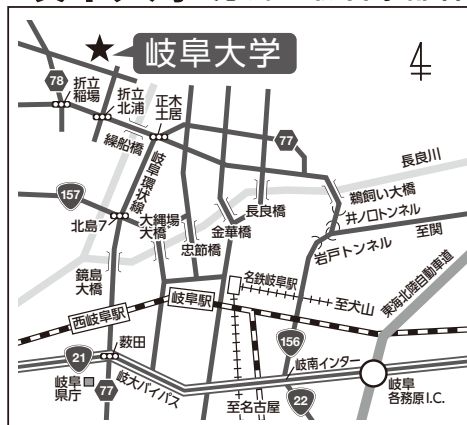 岐阜大学
78
折立
稲場
折立
北浦
正木
土居
77
繰船橋
岐阜環状線
長良川
157
鵜飼い大橋
井ノ口トンネル
北島7
大縄場
大橋
忠節橋
金華橋
長良橋
岩戸トンネル
至関
鏡島
大橋
名鉄岐阜駅
岐阜駅
至犬山
東海北陸自動車道
西岐阜駅
薮田
156
21
岐阜
県庁
77
岐大バイパス
岐南インター
岐阜
各務原I.C.
至名古屋
22